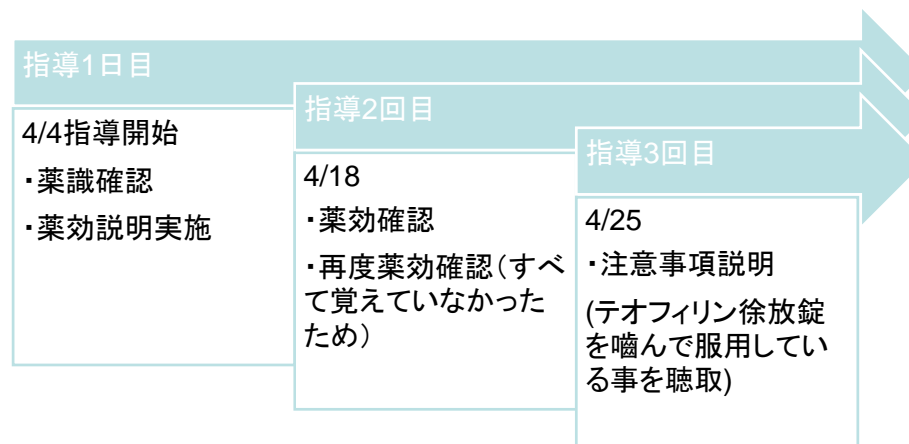 指導1日目
4/4指導開始
・薬識確認
・薬効説明実施
指導2回目
4/18
・薬効確認
・再度薬効確認（すべ
て覚えていなかった
ため）
指導3回目
4/25
・注意事項説明
(テオフィリン徐放錠
を嚙んで服用してい
る事を聴取)